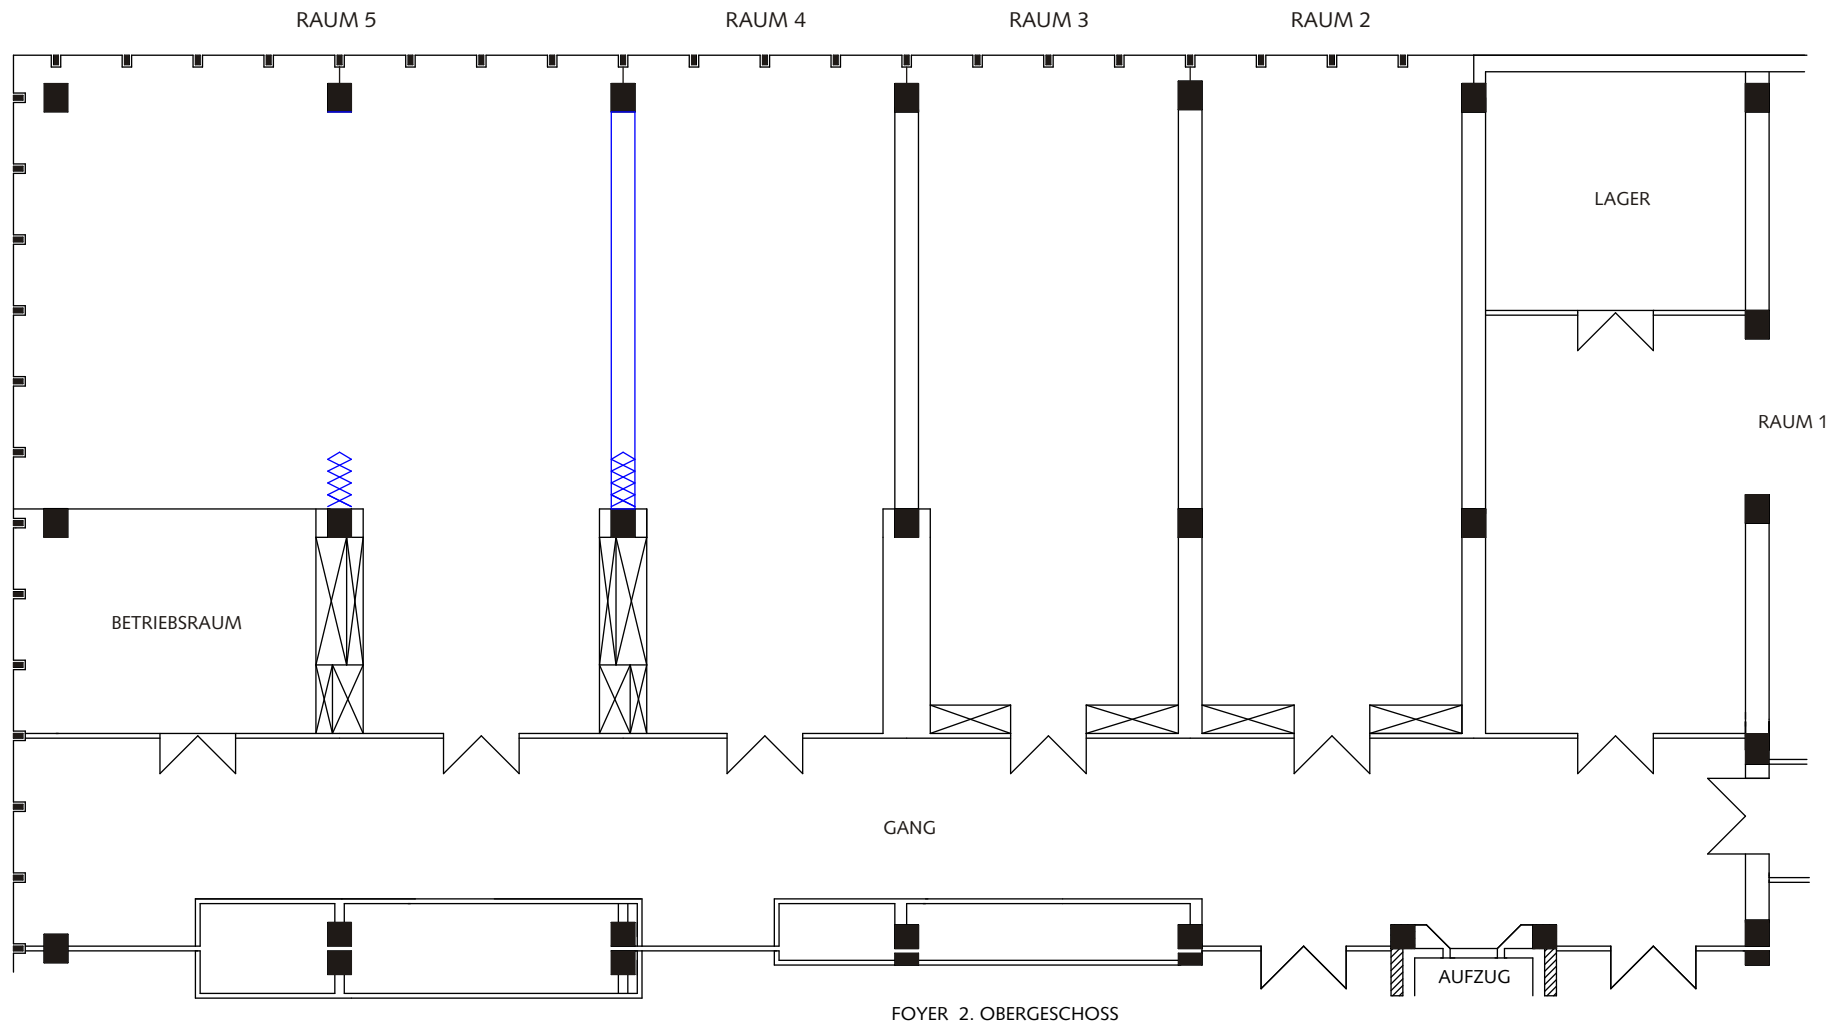 RAUM 5
RAUM 4
RAUM 3
RAUM 2
LAGER
RAUM 1
BETRIEBSRAUM
GANG
AUFZUG
FOYER 2. OBERGESCHOSS